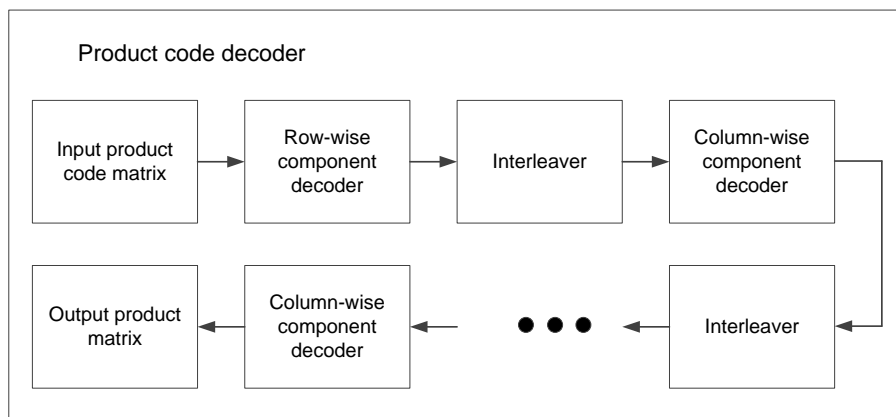 Product code decoder
Input product
code matrix
Row-wise
component
decoder
Interleaver
Column-wise
component
decoder
Output product
matrix
Column-wise
component
decoder
Interleaver